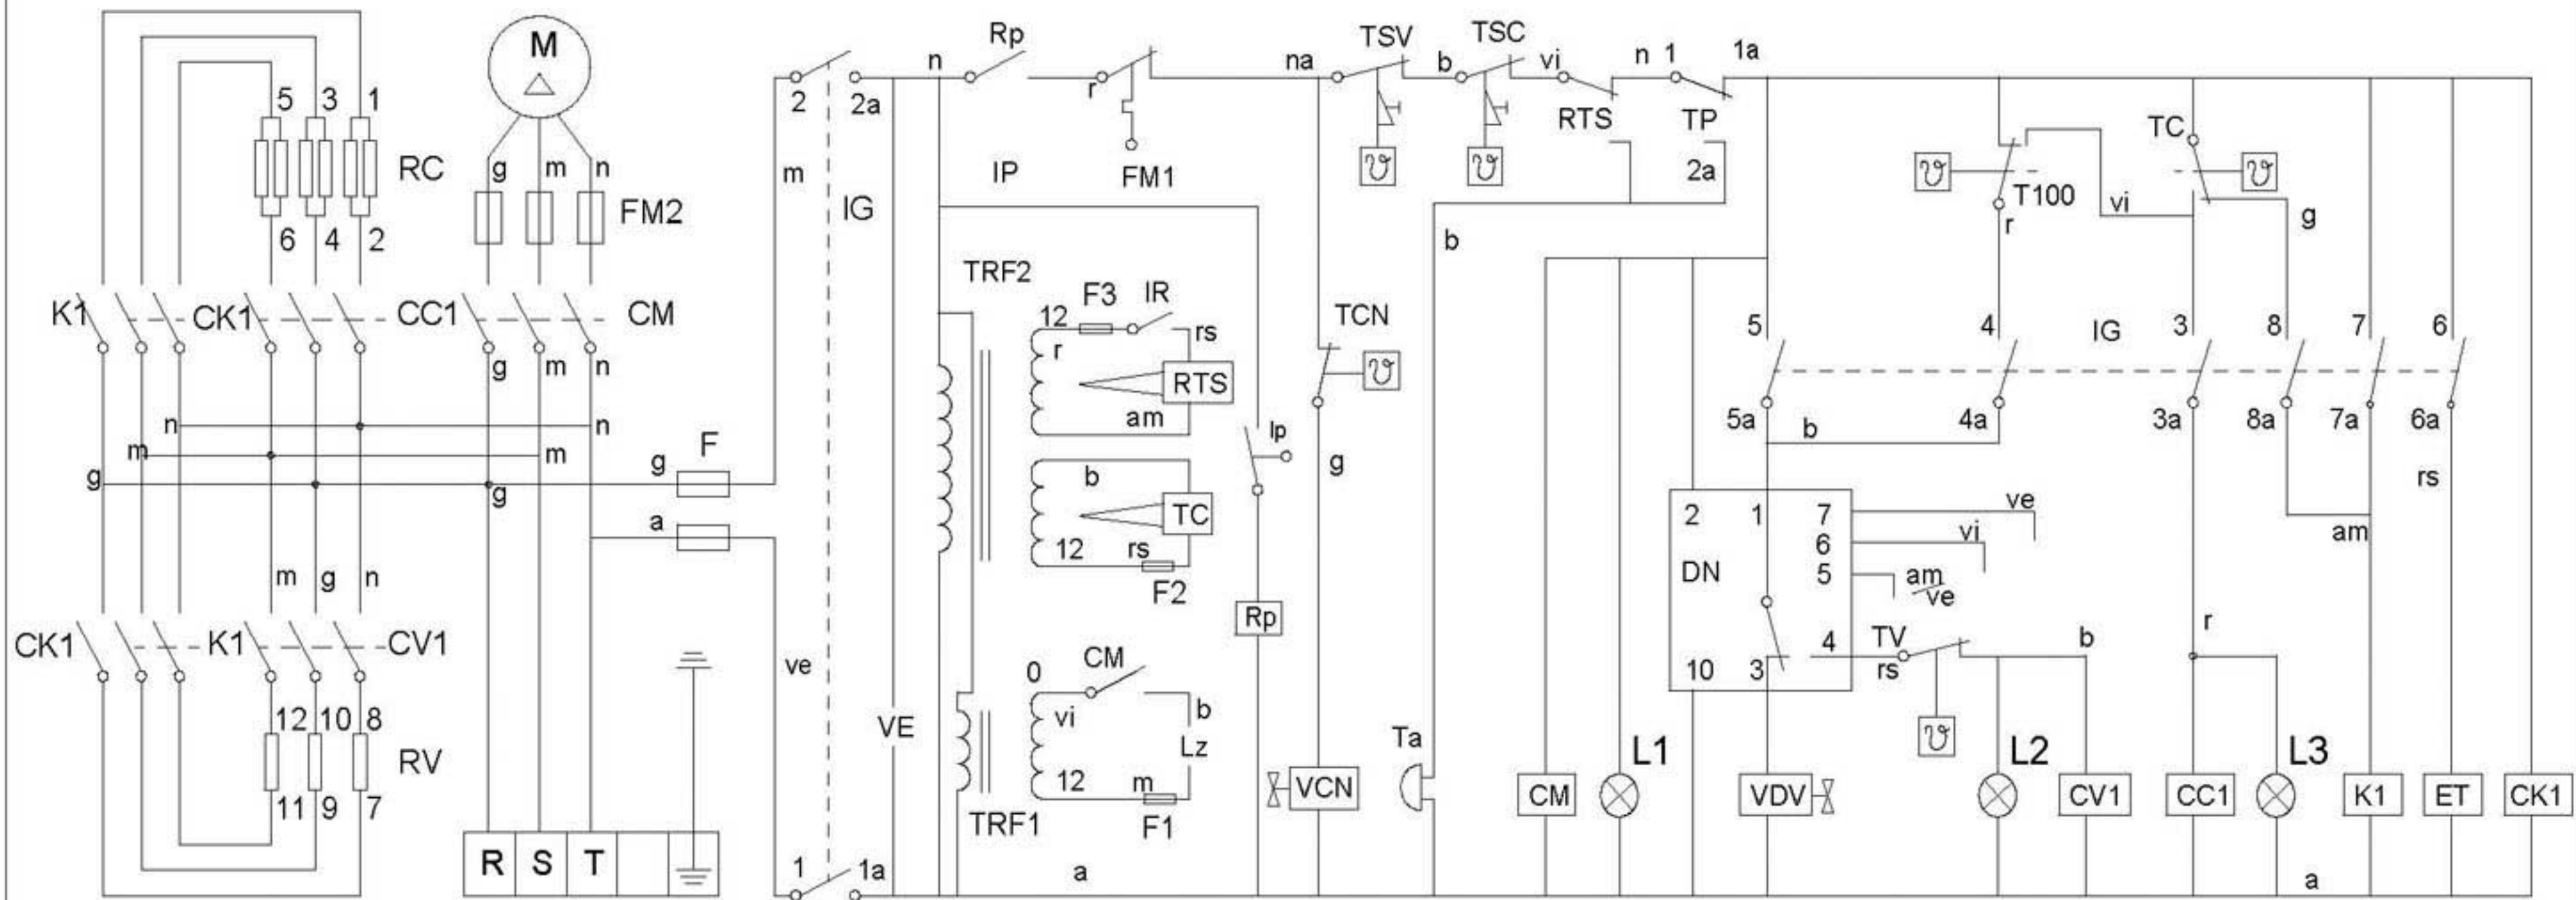 M
Rp
n
2
2a
r
na
TSV
b
TSC
vi
n
1
1a
5
3
1
RC
g
m
n
m
IP
FM1
RTS
TP
2a
TC
ϑ
ϑ
ϑ
ϑ
T100
vi
r
g
FM2
IG
6
4
2
b
TRF2
K1
CK1
CC1
CM
12
F3
IR
rs
r
RTS
am
TCN
ϑ
g
5
4
IG
3
8
7
6
g
m
n
5a
b
4a
3a
8a
7a
6a
n
n
m
m
g
g
g
F
a
b
TC
12
rs
F2
Ip
rs
2
1
7
ve
6
vi
5
am
ve
DN
am
m
g
n
CK1
K1
CV1
ve
Rp
0
CM
vi
b
Lz
12
m
F1
10
3
4
TV
rs
b
r
ϑ
12
10
8
RV
11
9
7
VE
TRF1
VCN
Ta
CM
L1
VDV
L2
CV1
CC1
L3
K1
ET
CK1
R
S
T
1
1a
a
a